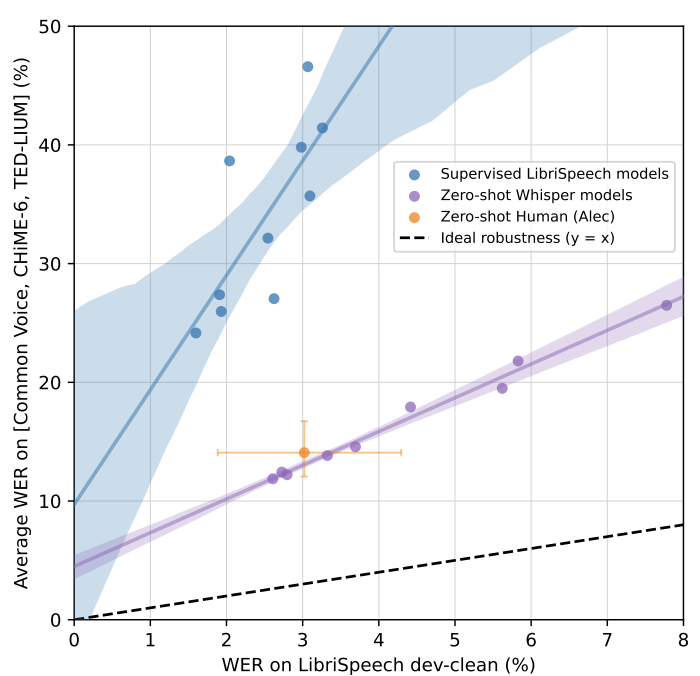 50
40
30
20
10
0
Average WER on [Common Voice, CHiME-6, TED-LIUM] (%)
Supervised LibriSpeech models
Zero-shot Whisper models
Zero-shot Human (Alec)
Ideal robustness (y = x)
0 1 2 3 4 5 6 7 8
WER on LibriSpeech dev-clean (%)